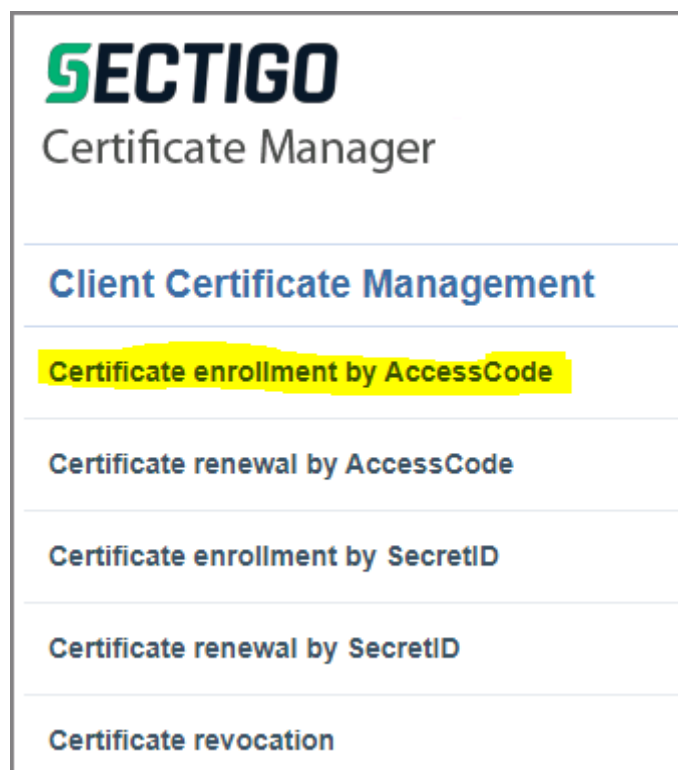 SECTIGO
Certificate Manager
Client Certificate Management
Certificate enrollment by AccessCode
Certificate renewal by AccessCode
Certificate enrollment by SecretID
Certificate renewal by SecretID
Certificate revocation